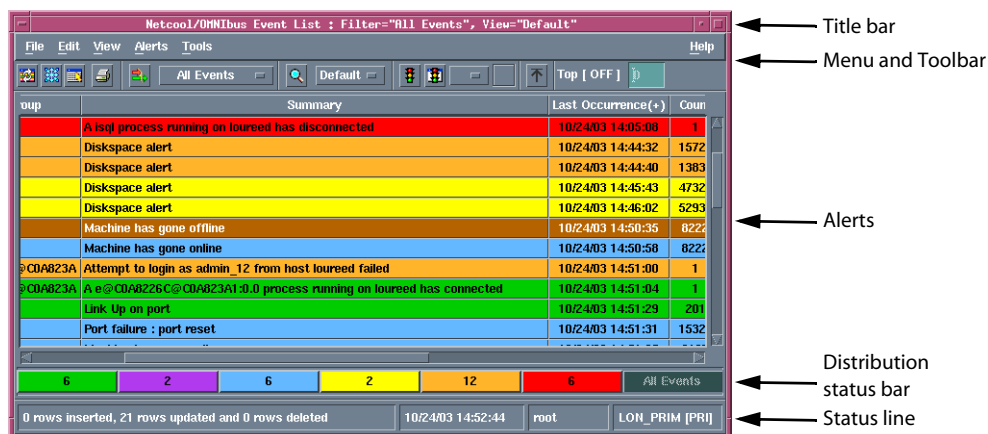 Netcool/OMNIbus Event List : Filter="All Events", View="Default"
Title bar
File Edit View Alerts Tools Help
Menu and Toolbar
All Events Default Top [ OFF ] 0
oup Summary Last Occurrence(+) Coun
A isql process running on loureed has disconnected 10/24/03 14:05:08 1
Diskspace alert 10/24/03 14:44:32 1572
Diskspace alert 10/24/03 14:44:40 1383
Diskspace alert 10/24/03 14:45:43 4732
Diskspace alert 10/24/03 14:46:02 5293
Machine has gone offline 10/24/03 14:50:35 8222
Alerts
Machine has gone online 10/24/03 14:50:58 8222
@C0A823A Attempt to login as admin_12 from host loureed failed 10/24/03 14:51:00 1
@C0A823A A e@C0A8226C@C0A823A1:0.0 process running on loureed has connected 10/24/03 14:51:04 1
Link Up on port 10/24/03 14:51:29 201
Port failure : port reset 10/24/03 14:51:31 1532
6 2 6 2 12 6 All Events
Distribution
status bar
0 rows inserted, 21 rows updated and 0 rows deleted 10/24/03 14:52:44 root LON_PRIM [PRI]
Status line